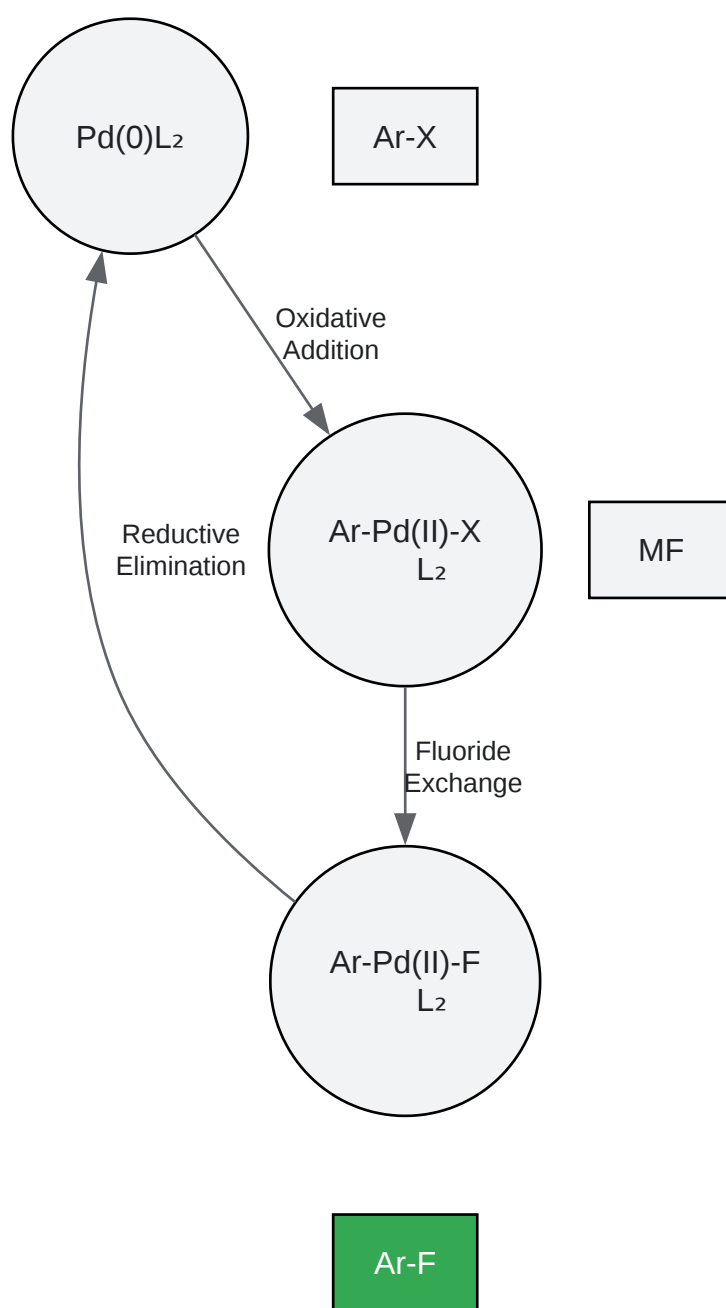 Pd(0)L₂
Ar-X
Oxidative
Addition
Ar-Pd(II)-X
L₂
MF
Reductive
Elimination
Fluoride
Exchange
Ar-Pd(II)-F
L₂
Ar-F